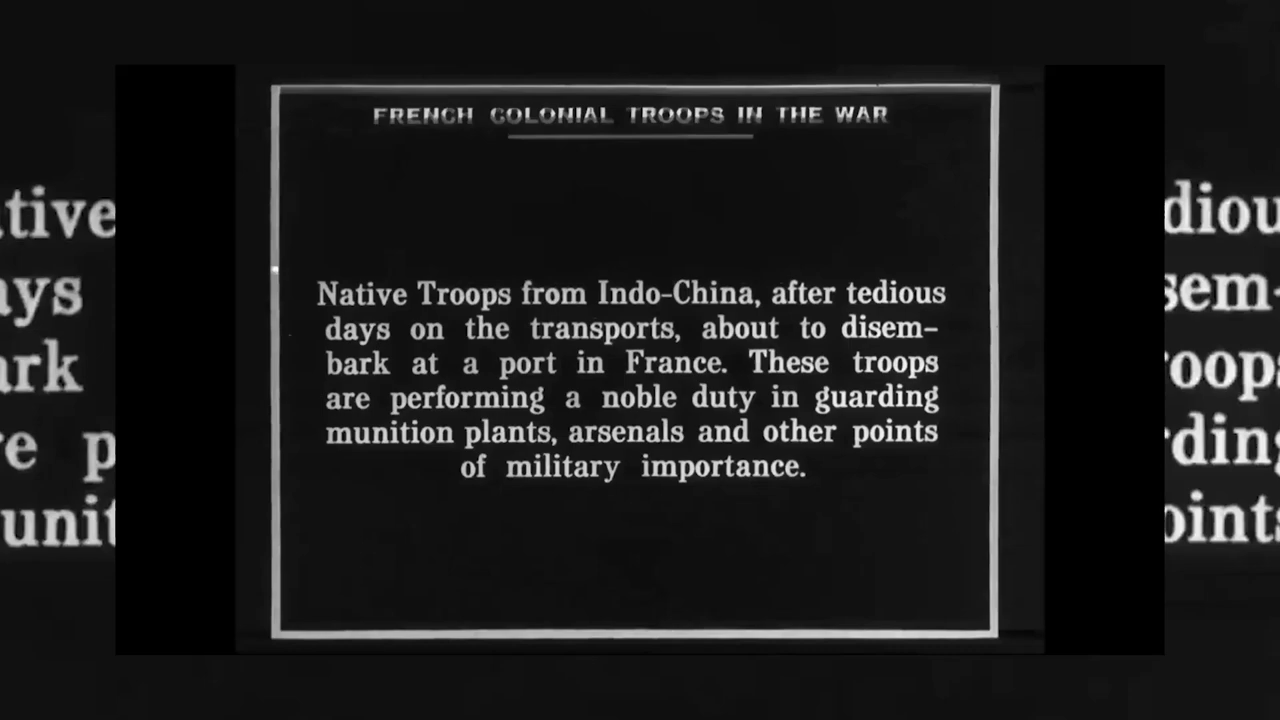 FRENCH COLONIAL TROOPS IN THE WAR
Native Troops from Indo-China, after tedious
days on the transports, about to disem-
bark at a port in France. These troops
are performing a noble duty in guarding
munition plants, arsenals and other points
of military importance.